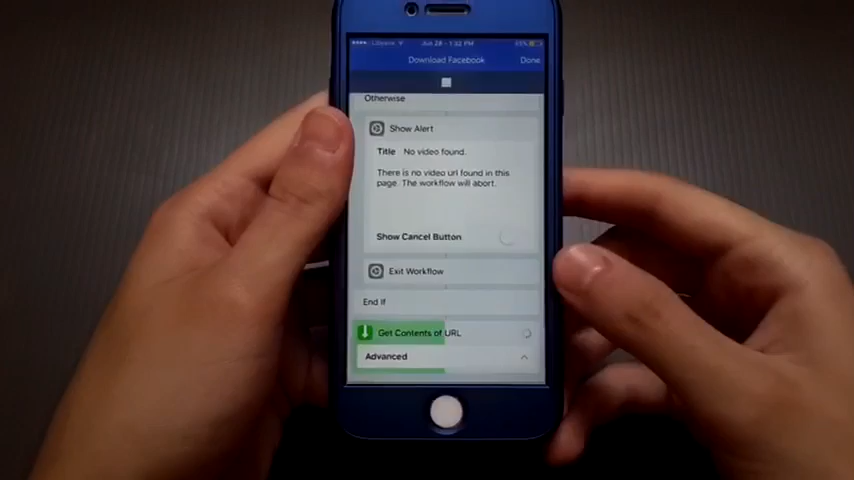 Jun 28 - 1:32 PM
Download Facebook
Done
Otherwise
Show Alert
Title No video found.
There is no video url found in this
page. The workflow will abort.
Show Cancel Button
Exit Workflow
End If
Get Contents of URL
Advanced